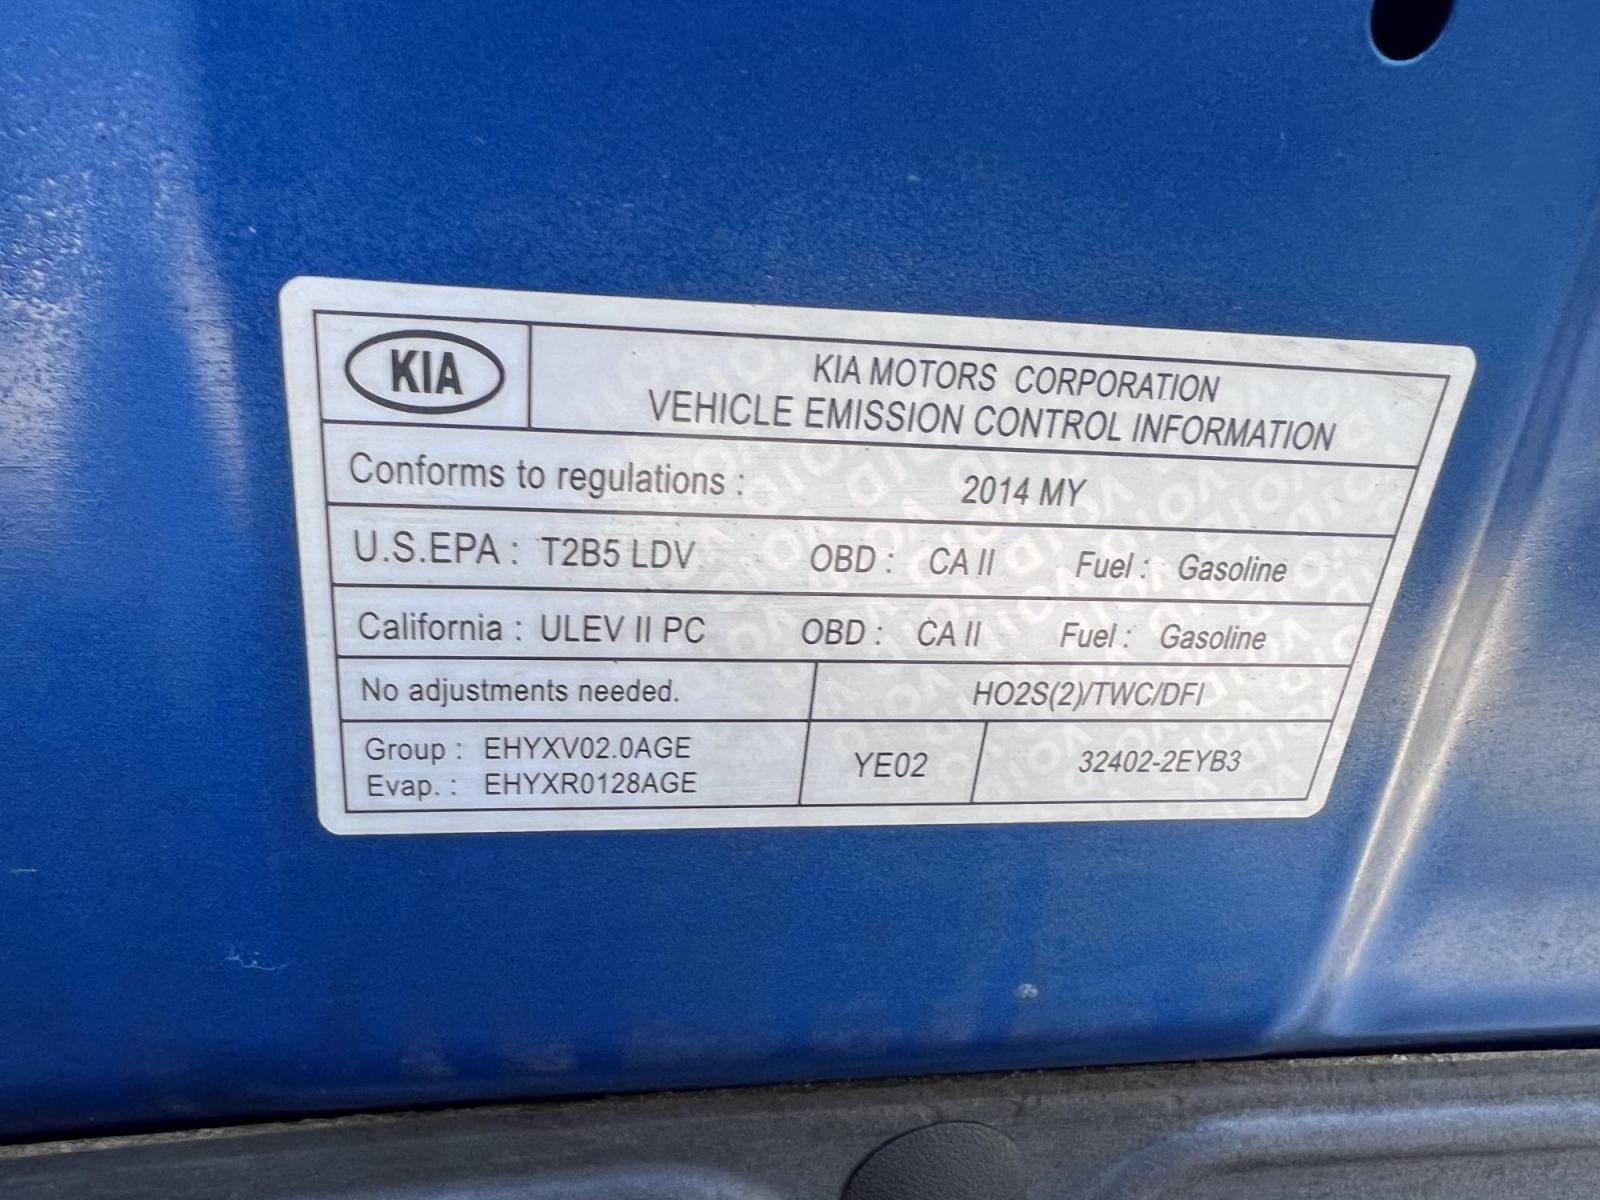 KIA
KIA MOTORS CORPORATION
VEHICLE EMISSION CONTROL INFORMATION
Conforms to regulations : 2014 MY
U.S.EPA : T2B5 LDV OBD : CA II Fuel : Gasoline
California : ULEV II PC OBD : CA II Fuel : Gasoline
No adjustments needed. HO2S(2)/TWC/DFI
Group : EHYXV02.0AGE
Evap. : EHYXR0128AGE
YE02
32402-2EYB3